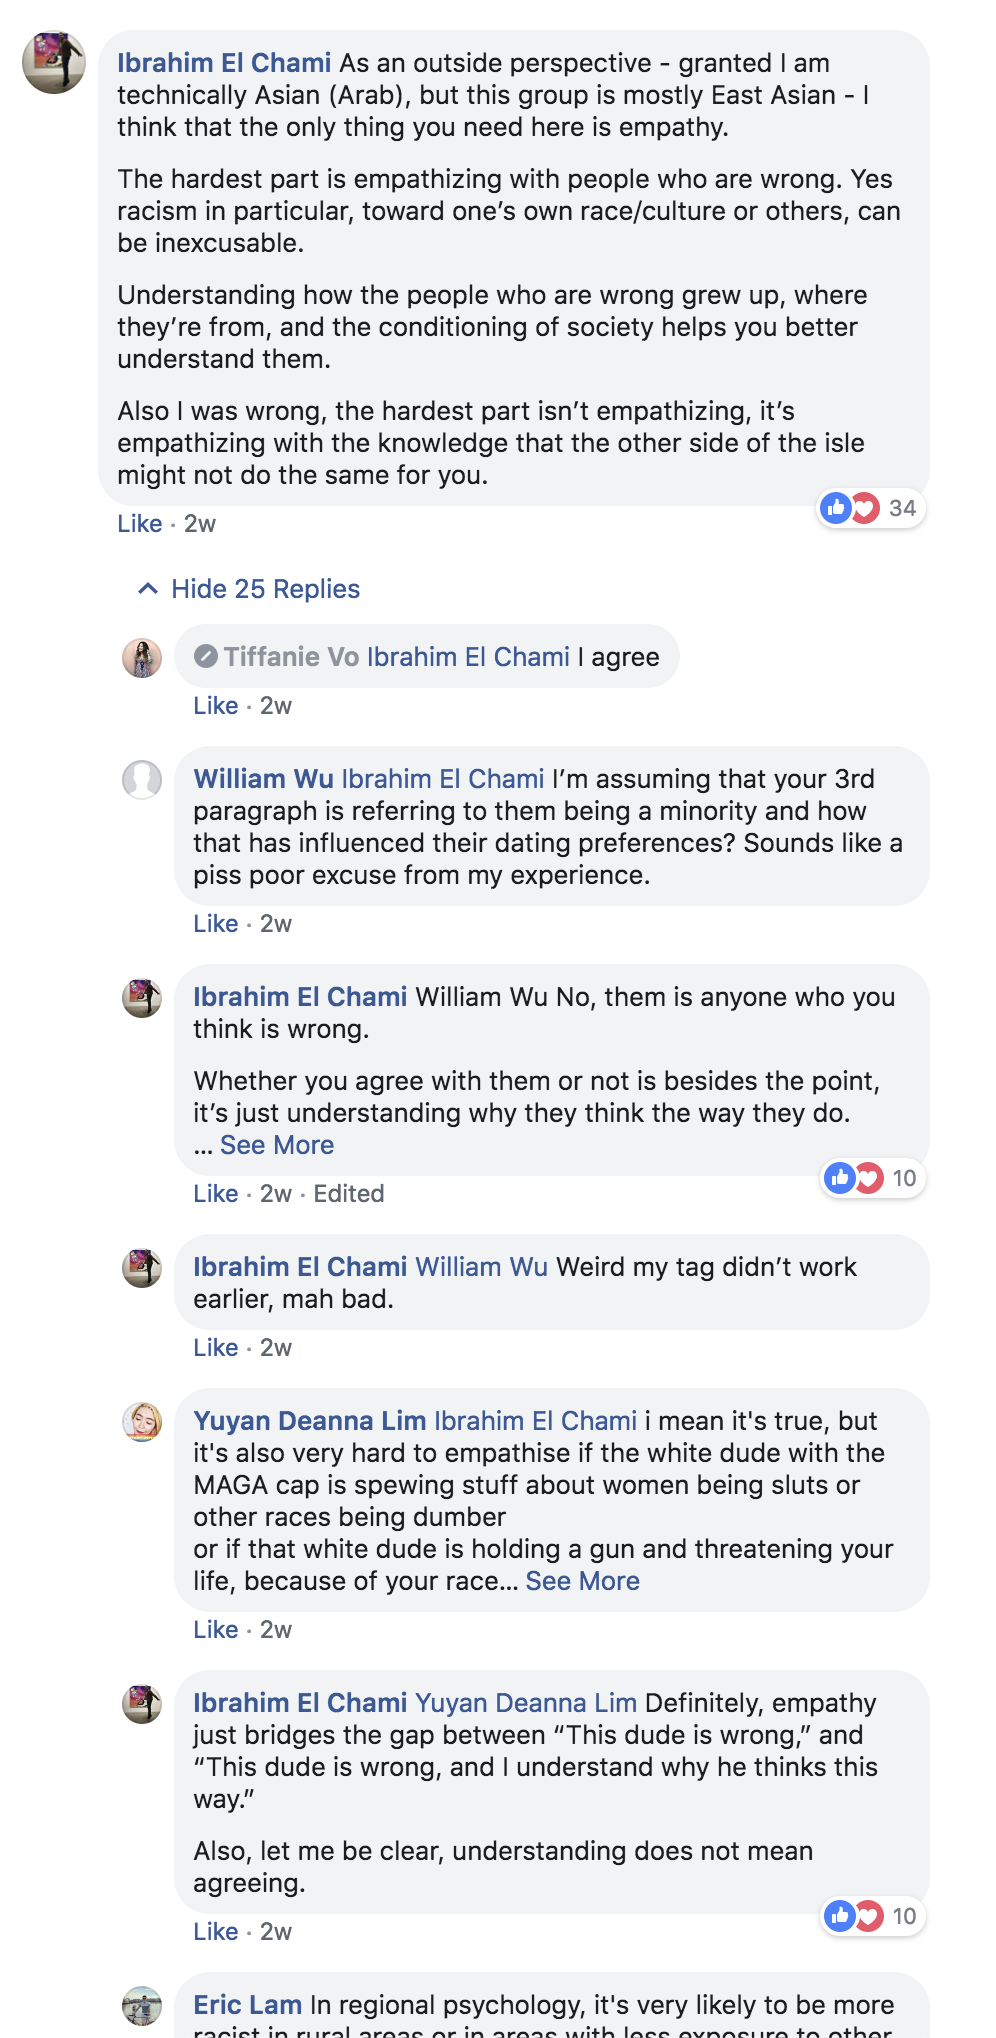 Ibrahim El Chami As an outside perspective - granted I am
technically Asian (Arab), but this group is mostly East Asian - I
think that the only thing you need here is empathy.
The hardest part is empathizing with people who are wrong. Yes
racism in particular, toward one’s own race/culture or others, can
be inexcusable.
Understanding how the people who are wrong grew up, where
they’re from, and the conditioning of society helps you better
understand them.
Also I was wrong, the hardest part isn’t empathizing, it’s
empathizing with the knowledge that the other side of the isle
might not do the same for you.
34
Like · 2w
Hide 25 Replies
Tiffanie Vo Ibrahim El Chami I agree
Like · 2w
William Wu Ibrahim El Chami I’m assuming that your 3rd
paragraph is referring to them being a minority and how
that has influenced their dating preferences? Sounds like a
piss poor excuse from my experience.
Like · 2w
Ibrahim El Chami William Wu No, them is anyone who you
think is wrong.
Whether you agree with them or not is besides the point,
it’s just understanding why they think the way they do.
... See More
10
Like · 2w · Edited
Ibrahim El Chami William Wu Weird my tag didn’t work
earlier, mah bad.
Like · 2w
Yuyan Deanna Lim Ibrahim El Chami i mean it's true, but
it's also very hard to empathise if the white dude with the
MAGA cap is spewing stuff about women being sluts or
other races being dumber
or if that white dude is holding a gun and threatening your
life, because of your race... See More
Like · 2w
Ibrahim El Chami Yuyan Deanna Lim Definitely, empathy
just bridges the gap between “This dude is wrong,” and
“This dude is wrong, and I understand why he thinks this
way.”
Also, let me be clear, understanding does not mean
agreeing.
10
Like · 2w
Eric Lam In regional psychology, it's very likely to be more
racist in rural areas or in areas with less exposure to other